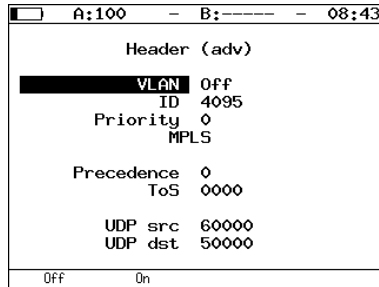 A:100 – B:----- – 08:43
Header (adv)
VLAN Off
ID 4095
Priority 0
MPLS
Precedence 0
ToS 0000
UDP src 60000
UDP dst 50000
Off On